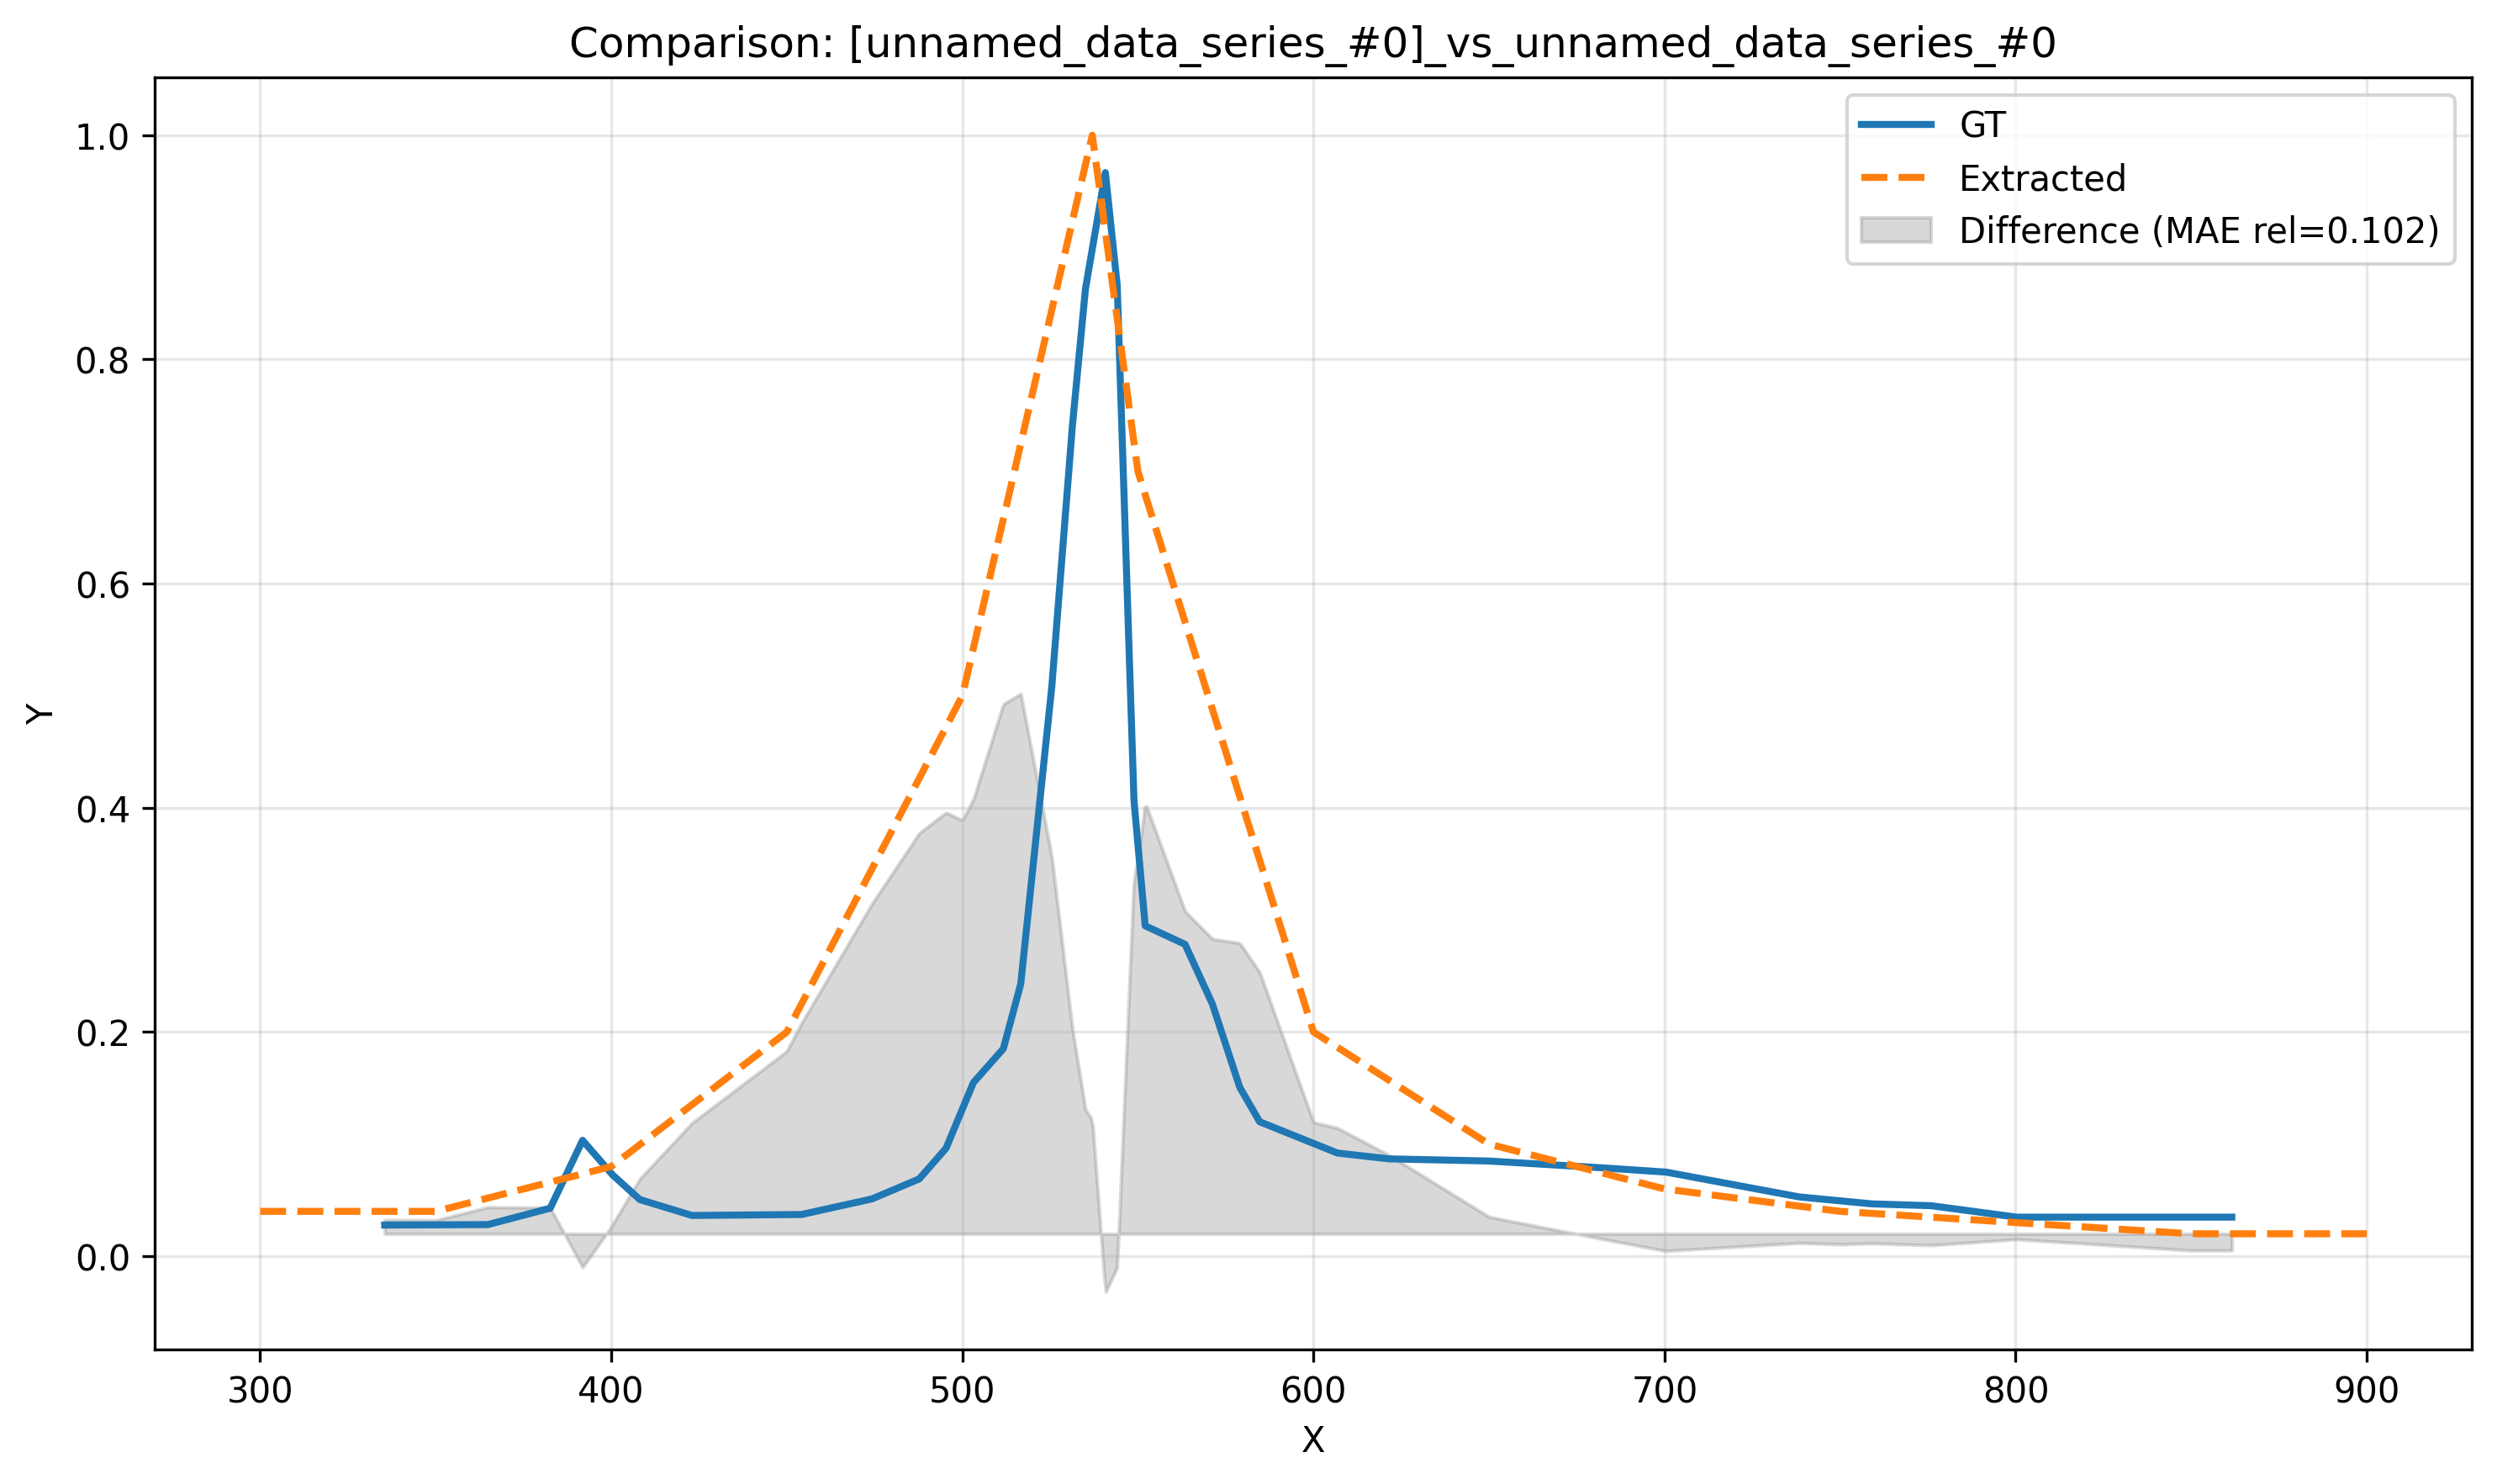 Comparison: [unnamed_data_series_#0]_vs_unnamed_data_series_#0
GT
Extracted
Difference (MAE rel=0.102)
1.0
0.8
0.6
0.4
0.2
0.0
Y
300 400 500 600 700 800 900
X